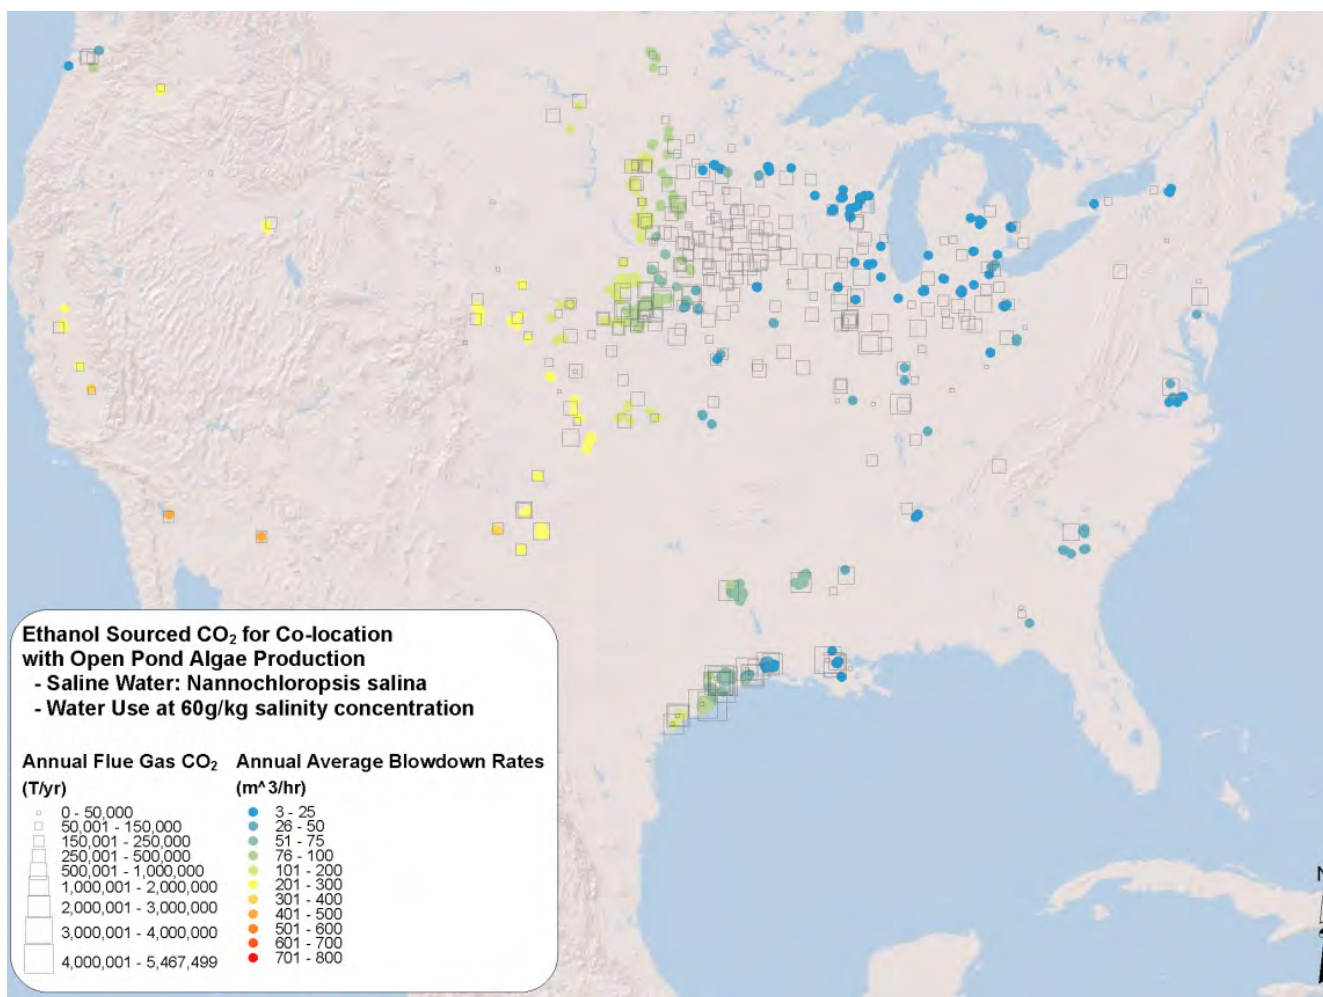 Ethanol Sourced CO₂ for Co-location
with Open Pond Algae Production
- Saline Water: Nannochloropsis salina
- Water Use at 60g/kg salinity concentration
Annual Flue Gas CO₂
(T/yr)
0 - 50,000
50,001 - 150,000
150,001 - 250,000
250,001 - 500,000
500,001 - 1,000,000
1,000,001 - 2,000,000
2,000,001 - 3,000,000
3,000,001 - 4,000,000
4,000,001 - 5,467,499
Annual Average Blowdown Rates
(m^3/hr)
3 - 25
26 - 50
51 - 75
76 - 100
101 - 200
201 - 300
301 - 400
401 - 500
501 - 600
601 - 700
701 - 800
N